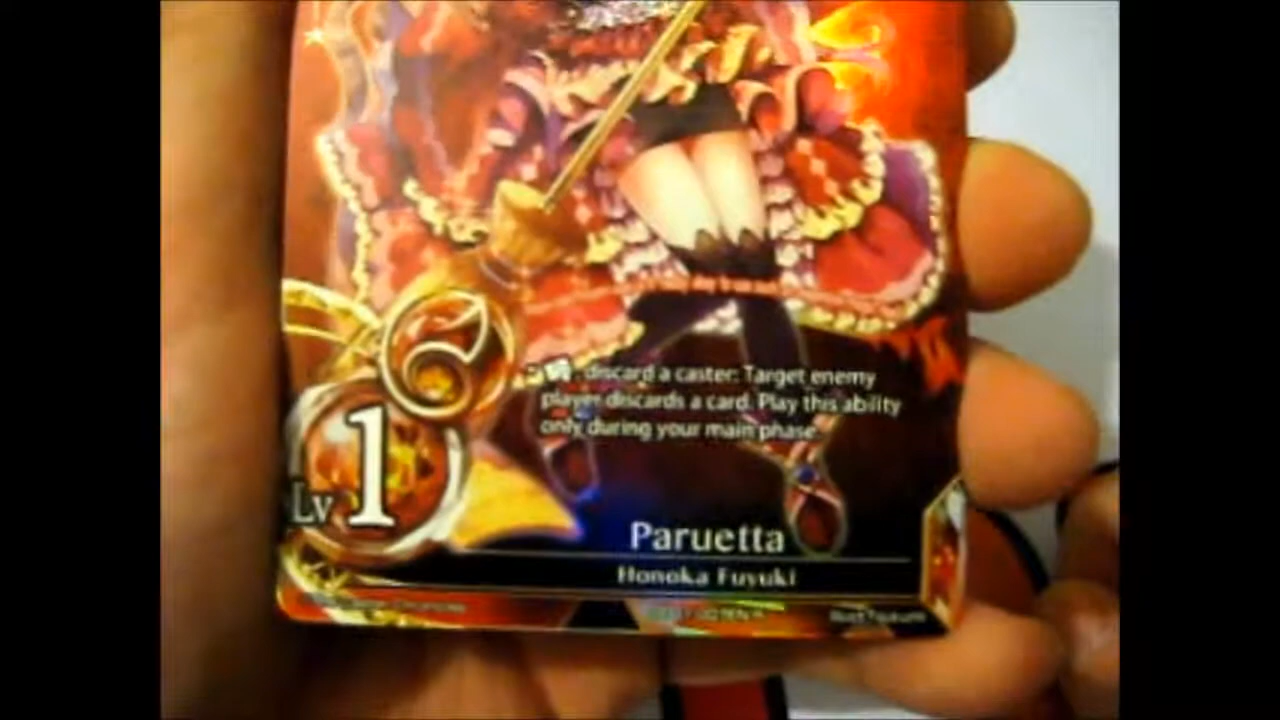 discard a caster: Target enemy
player discards a card. Play this ability
only during your main phase.
Lv 1
Paruetta
Honoka Fuyuki